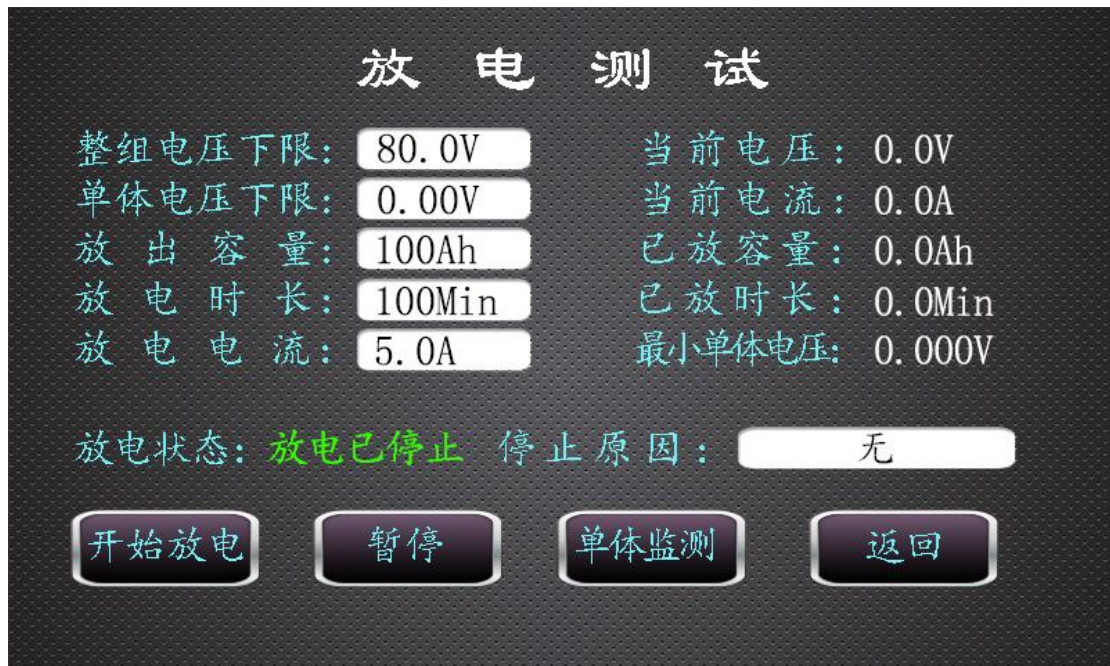 放电测试
整组电压下限: 80.0V 当前电压: 0.0V
单体电压下限: 0.00V 当前电流: 0.0A
放出容量: 100Ah 已放容量: 0.0Ah
放电时长: 100Min 已放时长: 0.0Min
放电电流: 5.0A 最小单体电压: 0.000V
放电状态: 放电已停止 停止原因: 无
开始放电 暂停 单体监测 返回